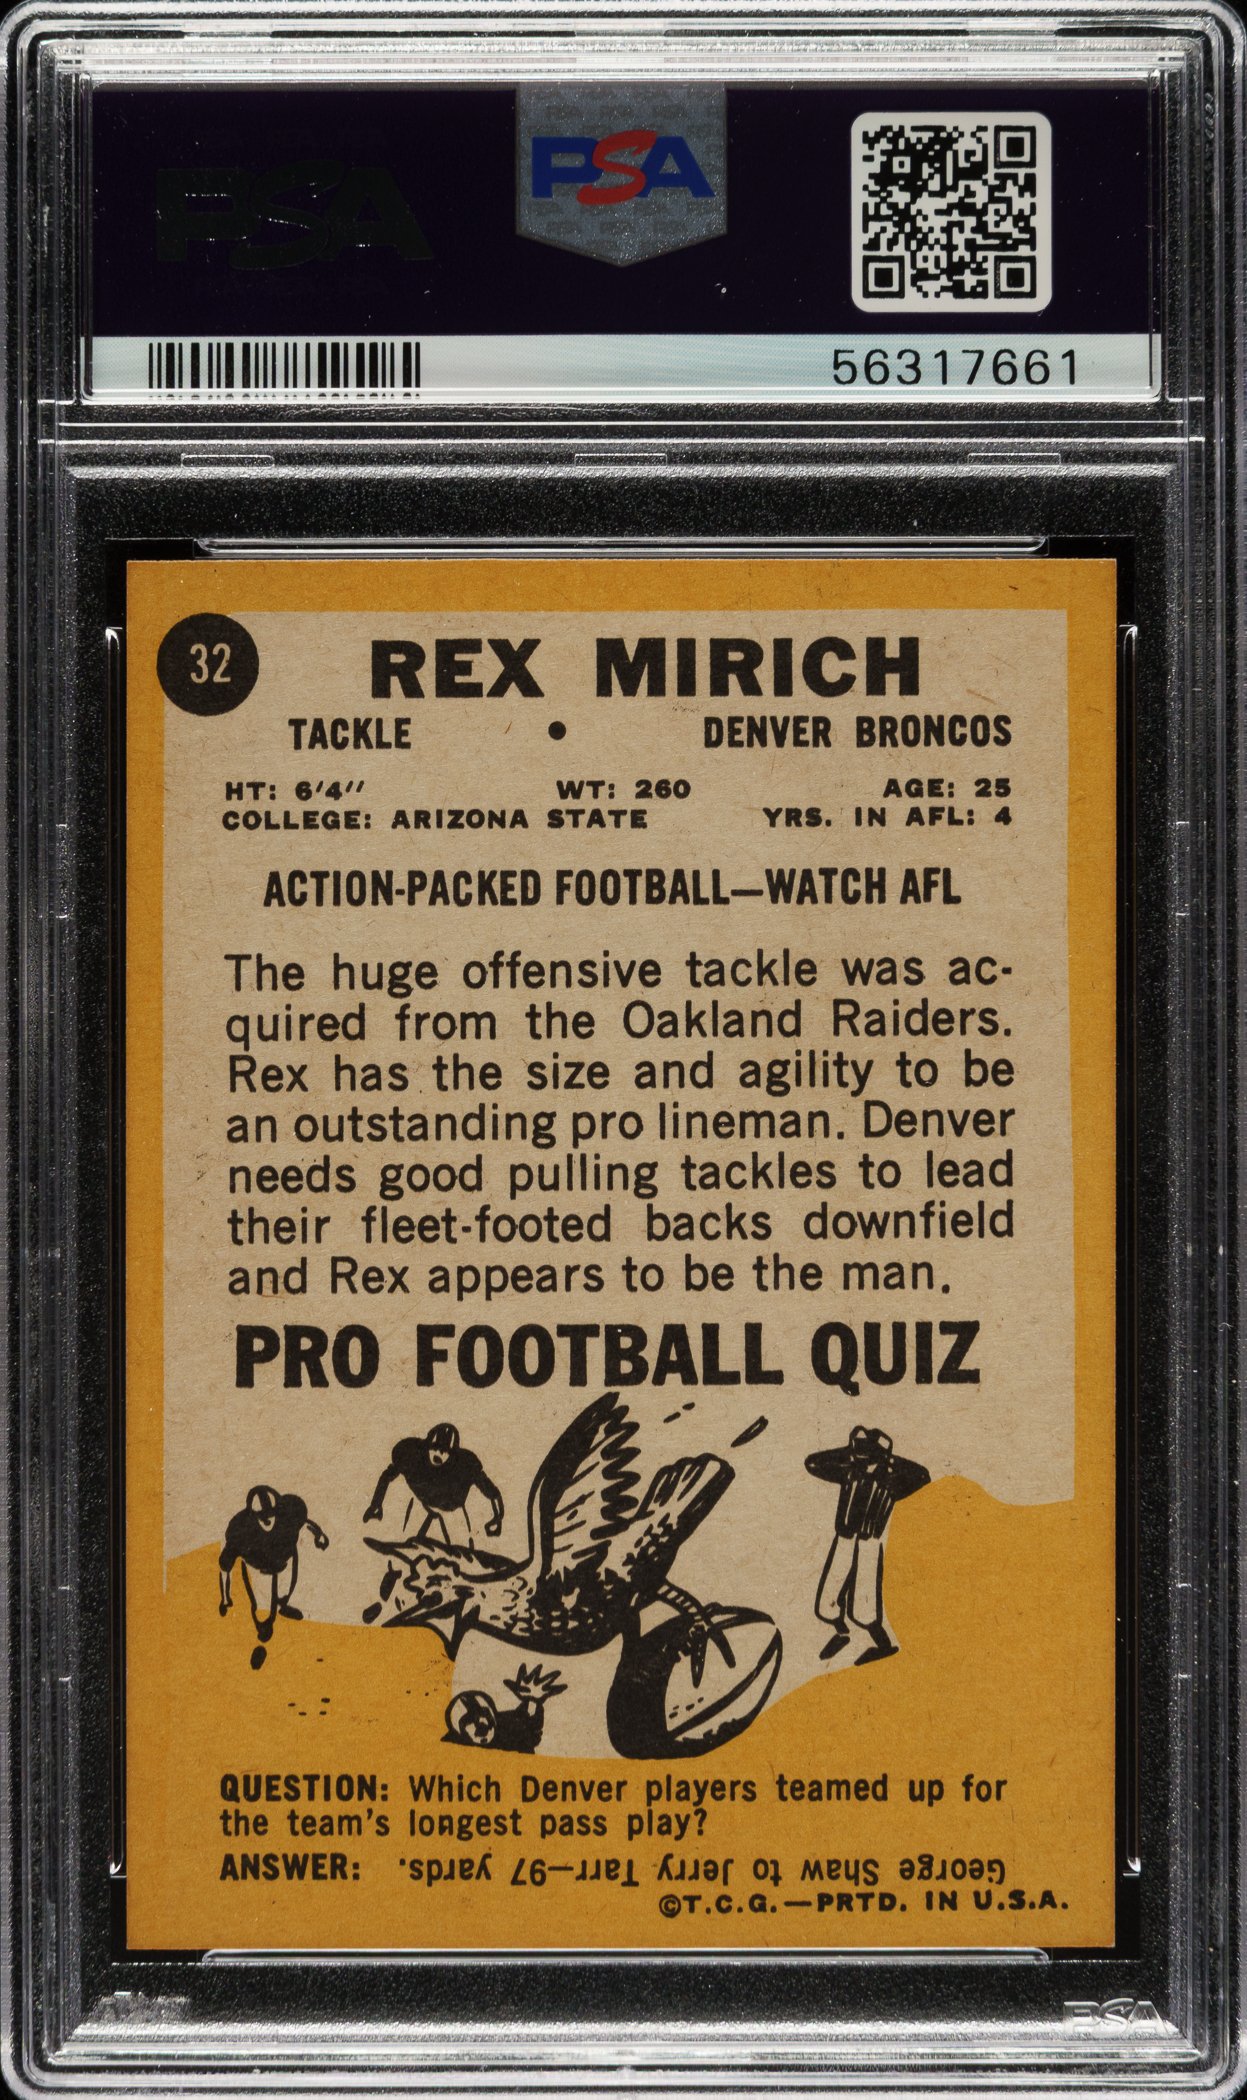 PSA
PSA
56317661
32
REX MIRICH
TACKLE • DENVER BRONCOS
HT: 6'4" WT: 260 AGE: 25
COLLEGE: ARIZONA STATE YRS. IN AFL: 4
ACTION-PACKED FOOTBALL—WATCH AFL
The huge offensive tackle was ac-
quired from the Oakland Raiders.
Rex has the size and agility to be
an outstanding pro lineman. Denver
needs good pulling tackles to lead
their fleet-footed backs downfield
and Rex appears to be the man.
PRO FOOTBALL QUIZ
QUESTION: Which Denver players teamed up for
the team's longest pass play?
ANSWER: George Shaw to Jerry Tarr—97 yards.
©T.C.G.—PRTD. IN U.S.A.
PSA